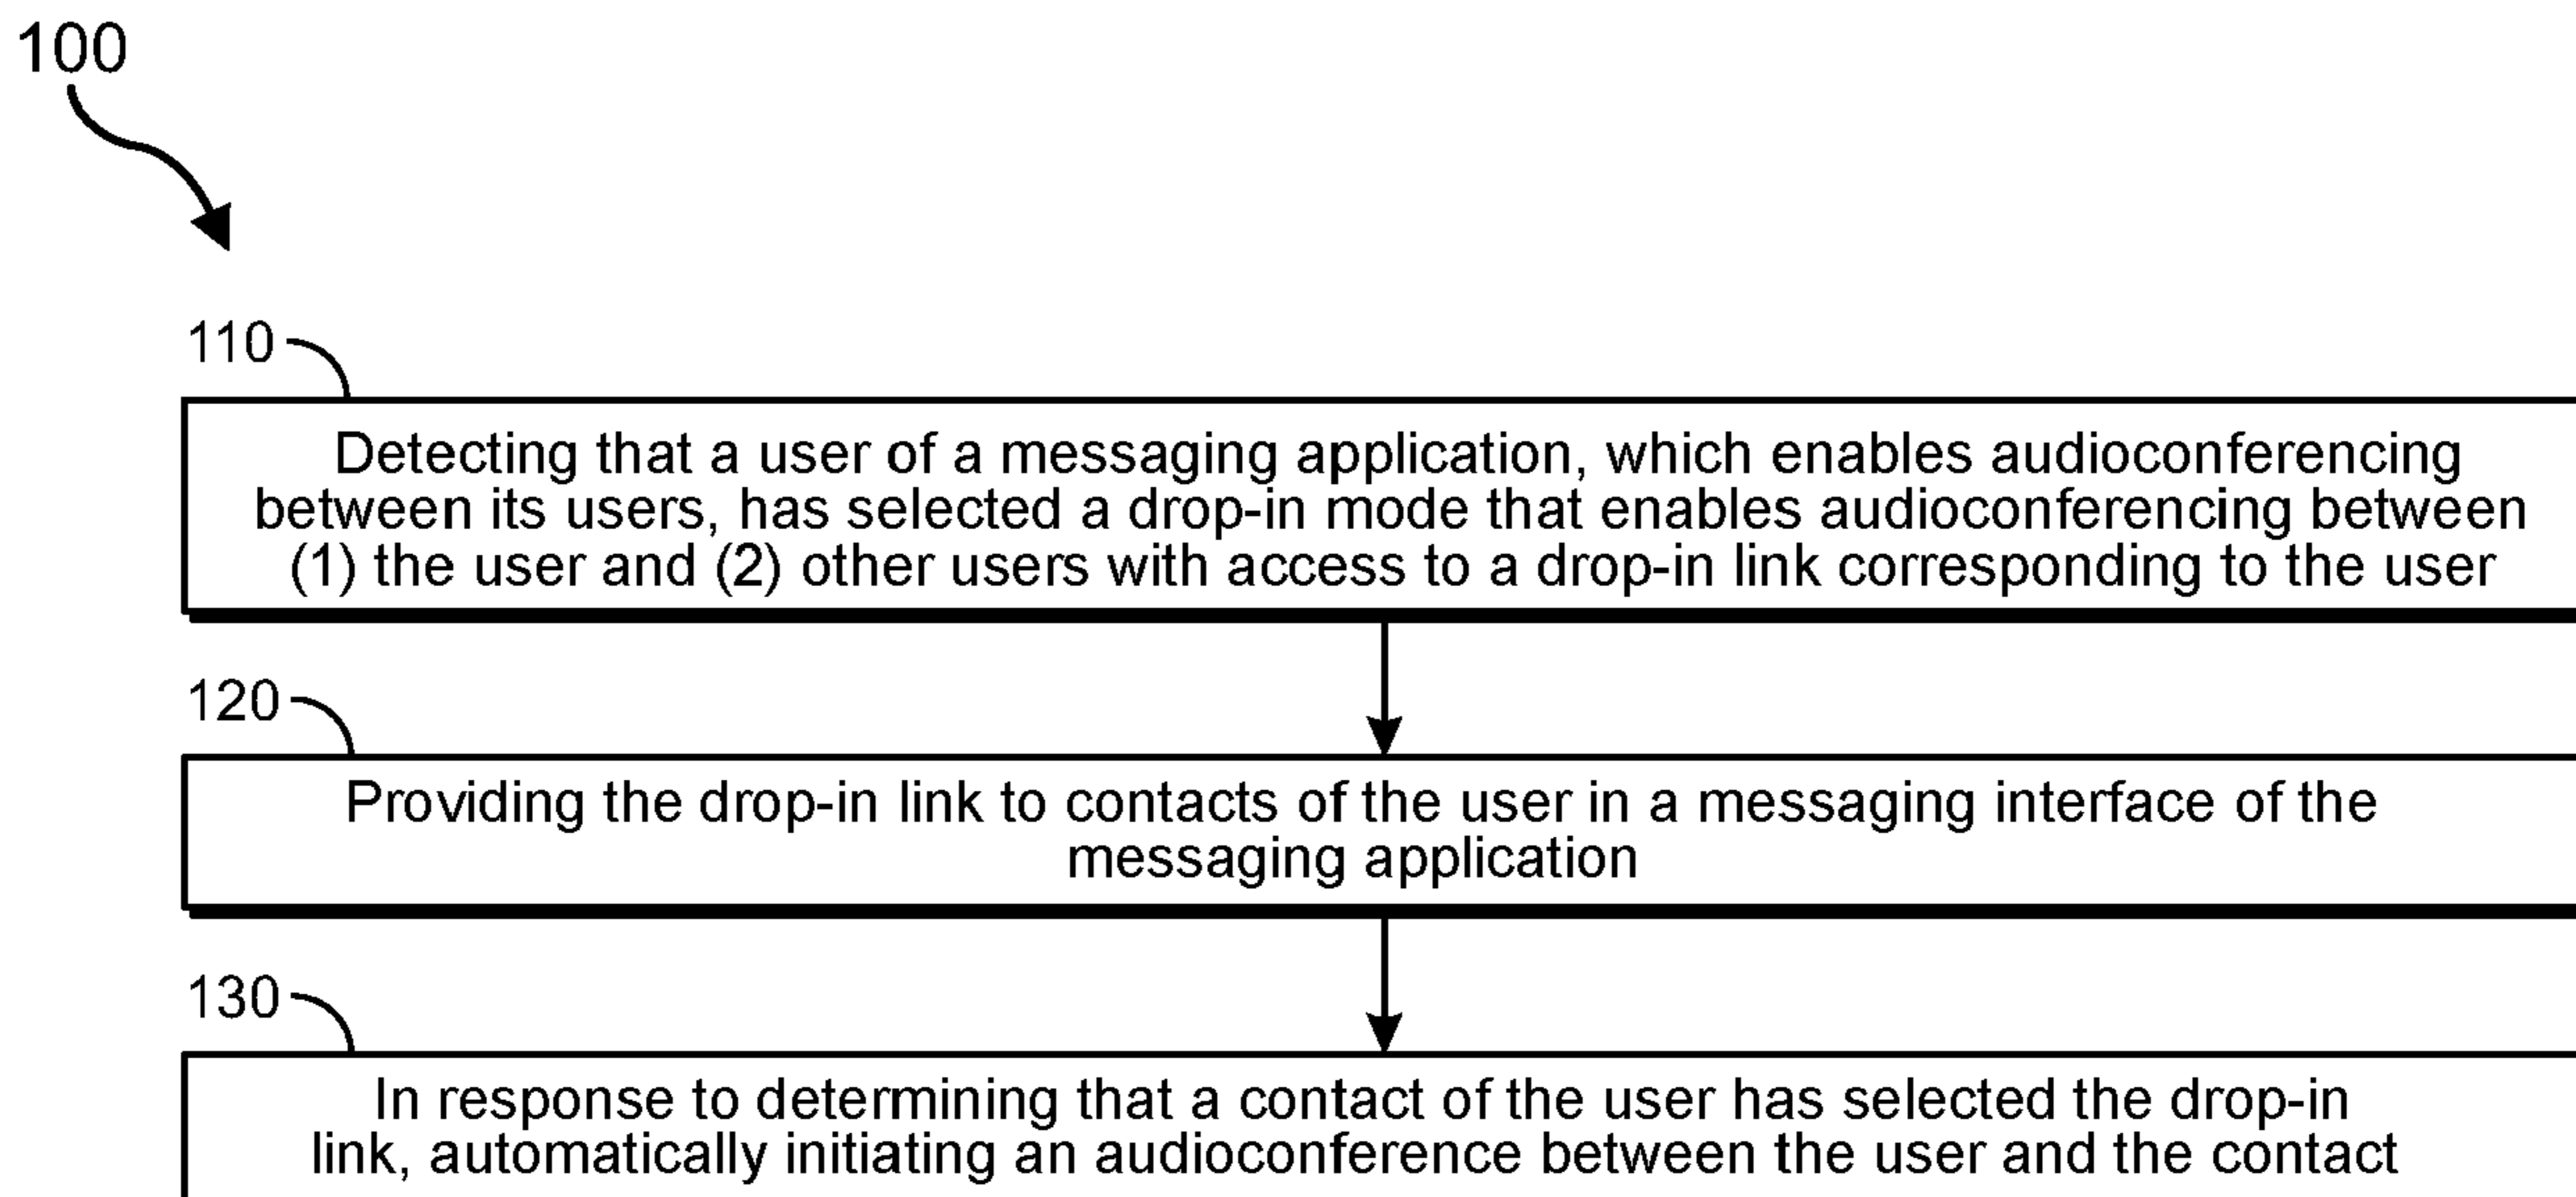 100
110
Detecting that a user of a messaging application, which enables audioconferencing
between its users, has selected a drop-in mode that enables audioconferencing between
(1) the user and (2) other users with access to a drop-in link corresponding to the user
120
Providing the drop-in link to contacts of the user in a messaging interface of the
messaging application
130
In response to determining that a contact of the user has selected the drop-in
link, automatically initiating an audioconference between the user and the contact